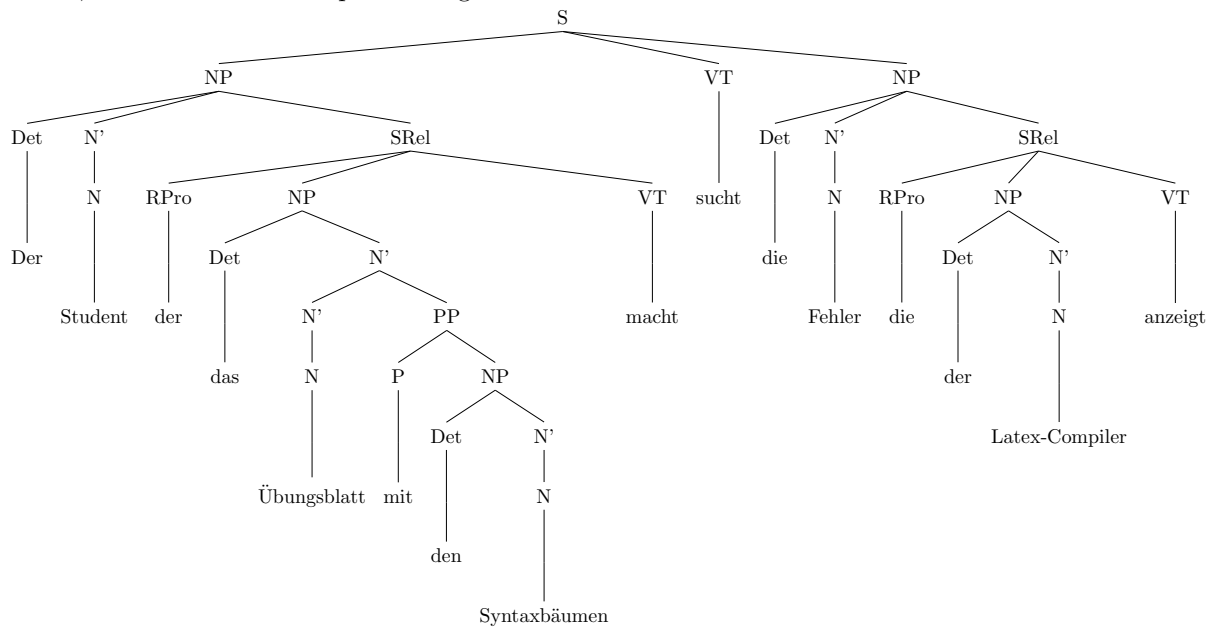 S
NP VT NP
Det N' SRel Det N' SRel
N RPro NP VT sucht N RPro NP VT
Der Det N' die Det N'
Student der N' PP macht Fehler die N anzeigt
das N P NP der
Det N' Latex-Compiler
Übungsblatt mit N
den
Syntaxbäumen